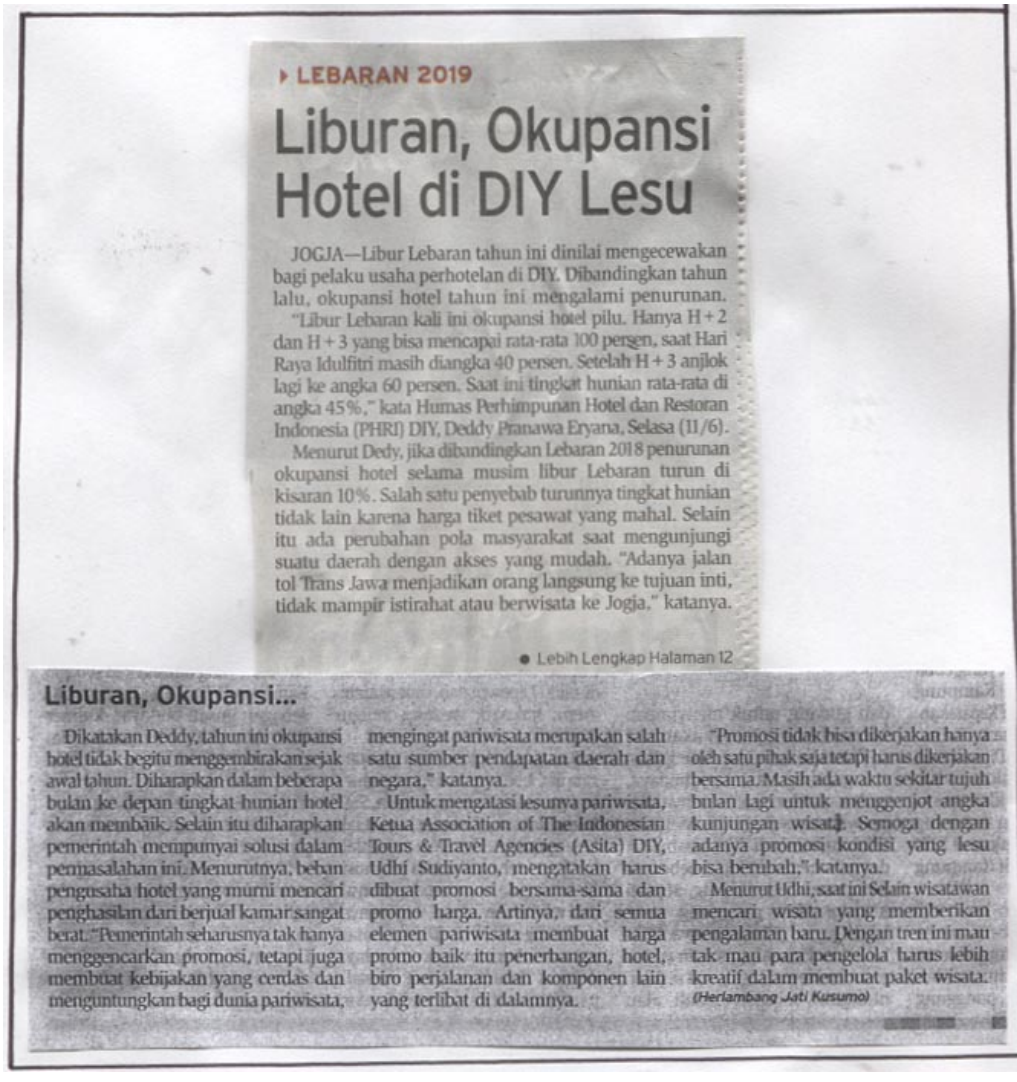 LEBARAN 2019
Liburan, Okupansi
Hotel di DIY Lesu
JOGJA—Libur Lebaran tahun ini dinilai mengecewakan
bagi pelaku usaha perhotelan di DIY. Dibandingkan tahun
lalu, okupansi hotel tahun ini mengalami penurunan.
"Libur Lebaran kali ini okupansi hotel pilu. Hanya H + 2
dan H + 3 yang bisa mencapai rata-rata 100 persen, saat Hari
Raya Idulfitri masih diangka 40 persen. Setelah H + 3 anjlok
lagi ke angka 60 persen. Saat ini tingkat hunian rata-rata di
angka 45%," kata Humas Perhimpunan Hotel dan Restoran
Indonesia (PHRI) DIY, Deddy Pranawa Eryana, Selasa (11/6).
Menurut Dedy, jika dibandingkan Lebaran 2018 penurunan
okupansi hotel selama musim libur Lebaran turun di
kisaran 10%. Salah satu penyebab turunnya tingkat hunian
tidak lain karena harga tiket pesawat yang mahal. Selain
itu ada perubahan pola masyarakat saat mengunjungi
suatu daerah dengan akses yang mudah. "Adanya jalan
tol Trans Jawa menjadikan orang langsung ke tujuan inti,
tidak mampir istirahat atau berwisata ke Jogja," katanya.
● Lebih Lengkap Halaman 12
Liburan, Okupansi...
Dikatakan Deddy, tahun ini okupansi
hotel tidak begitu menggembirakan sejak
awal tahun. Diharapkan dalam beberapa
bulan ke depan tingkat hunian hotel
akan membaik. Selain itu diharapkan
pemerintah mempunyai solusi dalam
permasalahan ini. Menurutnya, beban
pengusaha hotel yang murni mencari
penghasilan dari berjual kamar sangat
berat. "Pemerintah seharusnya tak hanya
menggencarkan promosi, tetapi juga
membuat kebijakan yang cerdas dan
menguntungkan bagi dunia pariwisata,
mengingat pariwisata merupakan salah
satu sumber pendapatan daerah dan
negara," katanya.
Untuk mengatasi lesunya pariwisata,
Ketua Association of The Indonesian
Tours & Travel Agencies (Asita) DIY,
Udhi Sudiyanto, mengatakan harus
dibuat promosi bersama-sama dan
promo harga. Artinya, dari semua
elemen pariwisata membuat harga
promo baik itu penerbangan, hotel,
biro perjalanan dan komponen lain
yang terlibat di dalamnya.
"Promosi tidak bisa dikerjakan hanya
oleh satu pihak saja tetapi harus dikerjakan
bersama. Masih ada waktu sekitar tujuh
bulan lagi untuk menggenjot angka
kunjungan wisata. Semoga dengan
adanya promosi kondisi yang lesu
bisa berubah," katanya.
Menurut Udhi, saat ini Selain wisatawan
mencari wisata yang memberikan
pengalaman baru. Dengan tren ini mau
tak mau para pengelola harus lebih
kreatif dalam membuat paket wisata.
(Herlambang Jati Kusumo)